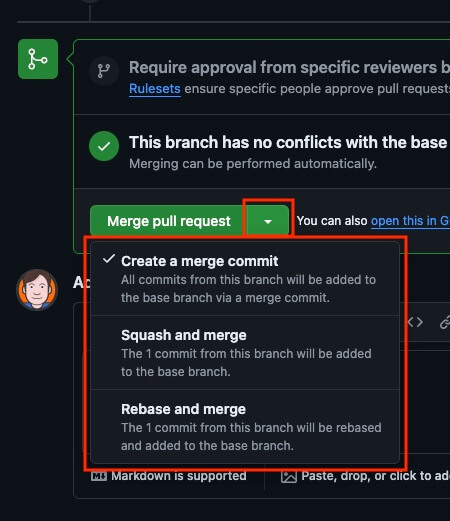 Require approval from specific reviewers b
Rulesets ensure specific people approve pull requests
This branch has no conflicts with the base
Merging can be performed automatically.
Merge pull request
You can also open this in G
Create a merge commit
All commits from this branch will be added to
the base branch via a merge commit.
Squash and merge
The 1 commit from this branch will be added
to the base branch.
Rebase and merge
The 1 commit from this branch will be rebased
and added to the base branch.
Markdown is supported
Paste, drop, or click to add